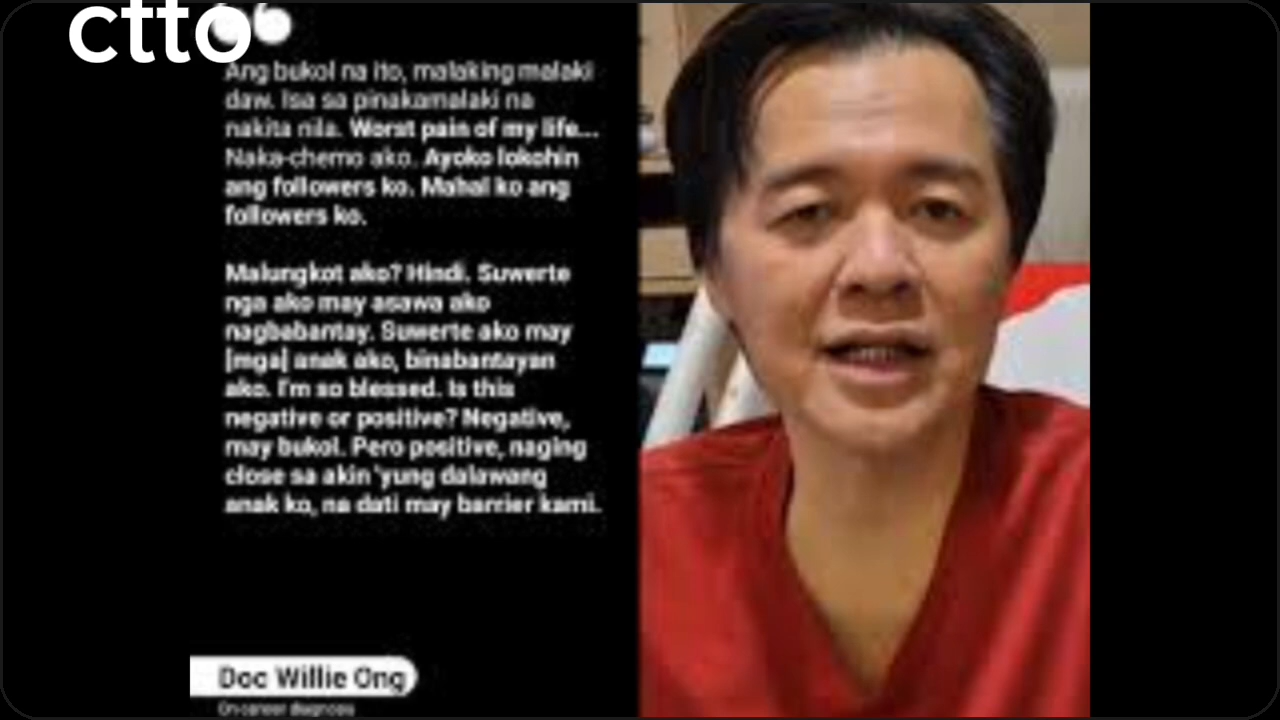 ctto
Ang bukol na ito, malaking malaki
daw. Isa sa pinakamalaki na
nakita nila. Worst pain of my life...
Naka-chemo ako. Ayoko lokohin
ang followers ko. Mahal ko ang
followers ko.
Malungkot ako? Hindi. Suwerte
nga ako may asawa ako
nagbabantay. Suwerte ako may
[mga] anak ako, binabantayan
ako. I'm so blessed. Is this
negative or positive? Negative,
may bukol. Pero positive, naging
close sa akin 'yung dalawang
anak ko, na dati may barrier kami.
Doc Willie Ong
On cancer diagnosis